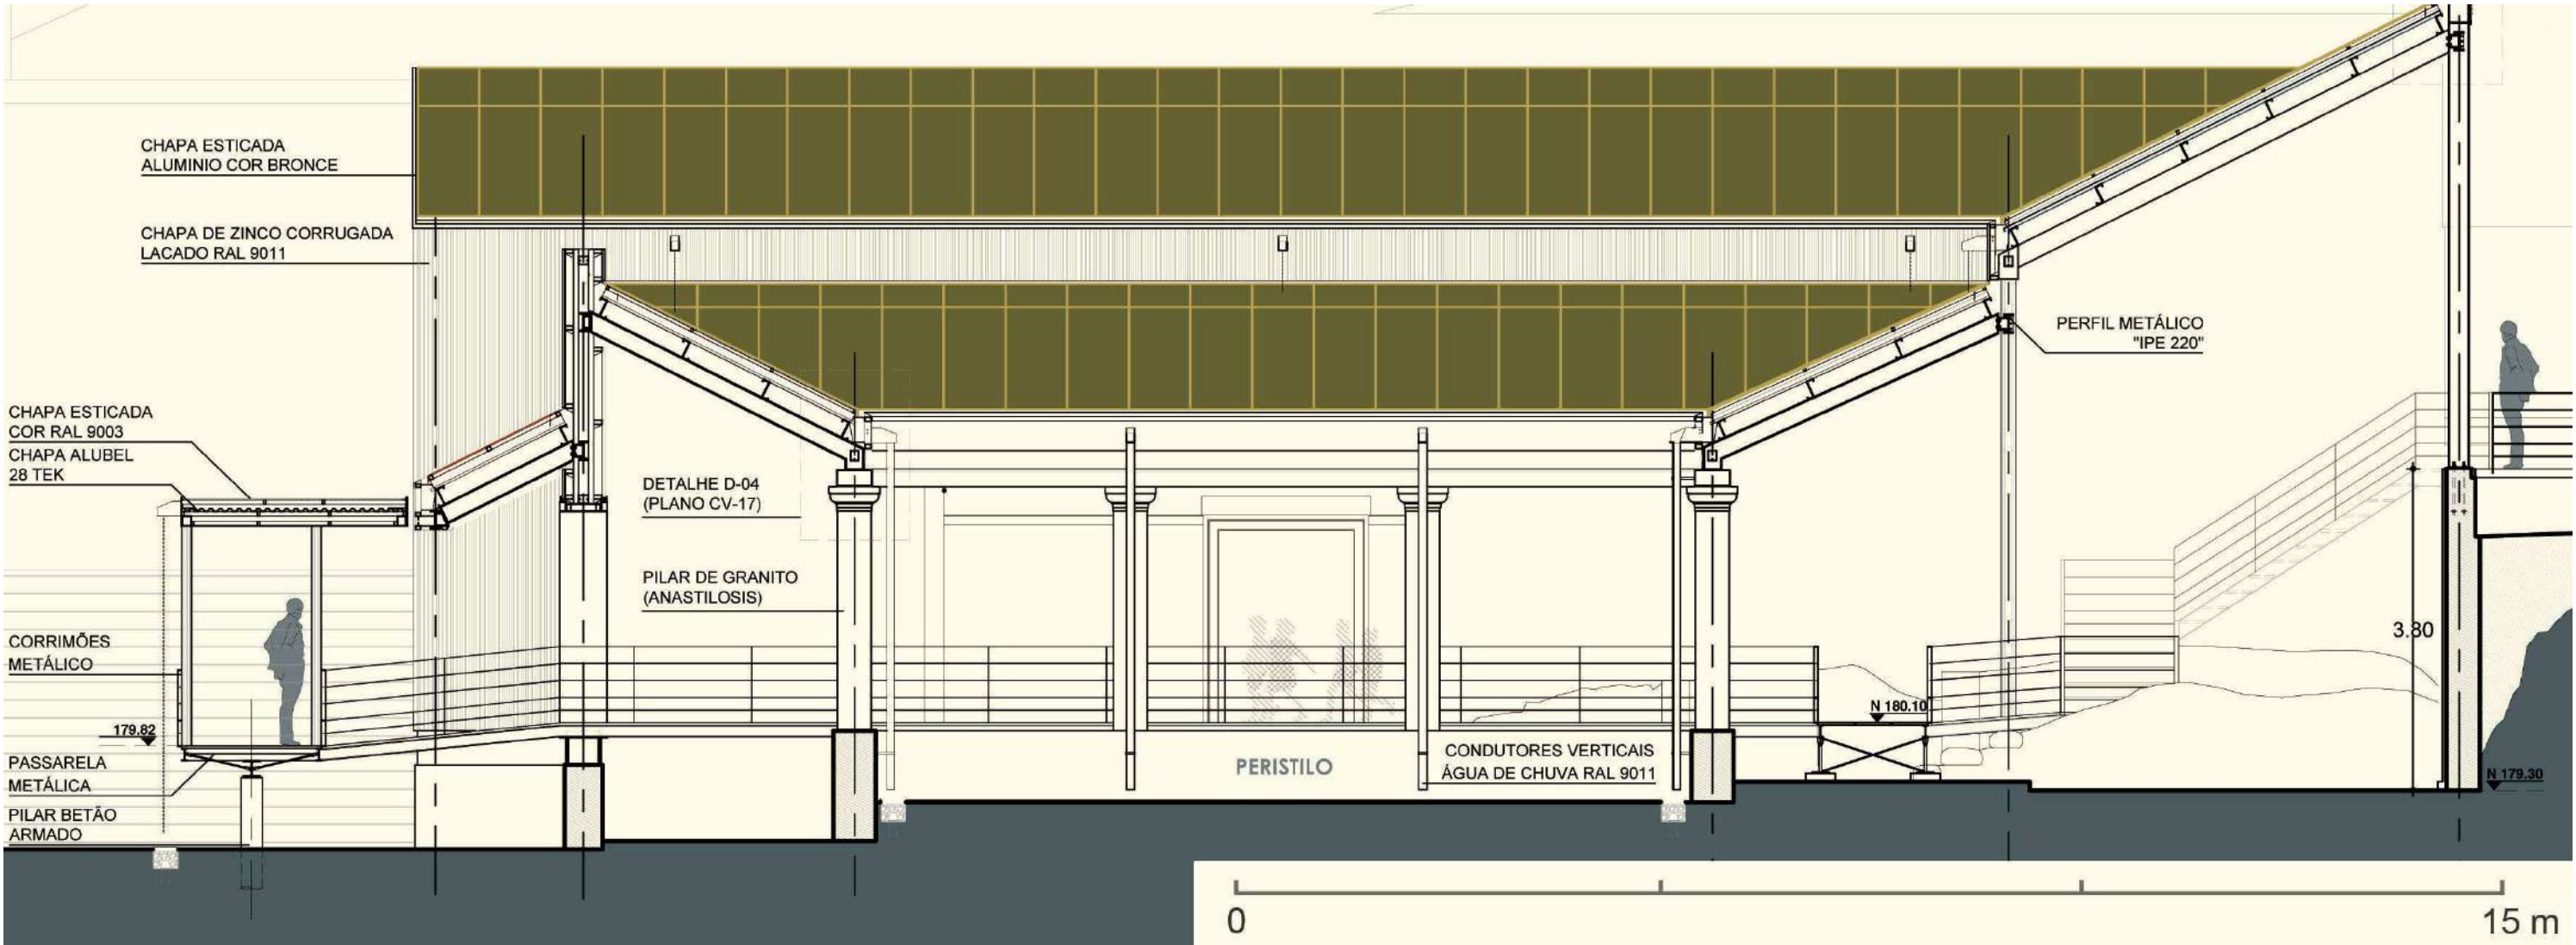 CHAPA ESTICADA
ALUMINIO COR BRONCE
CHAPA DE ZINCO CORRUGADA
LACADO RAL 9011
CHAPA ESTICADA
COR RAL 9003
CHAPA ALUBEL
28 TEK
CORRIMÕES
METÁLICO
179.82
PASSARELA
METÁLICA
PILAR BETÃO
ARMADO
DETALHE D-04
(PLANO CV-17)
PILAR DE GRANITO
(ANASTILOSIS)
PERISTILO
CONDUTORES VERTICAIS
ÁGUA DE CHUVA RAL 9011
N 180.10
PERFIL METÁLICO
"IPE 220"
3.80
N 179.30
0
15 m